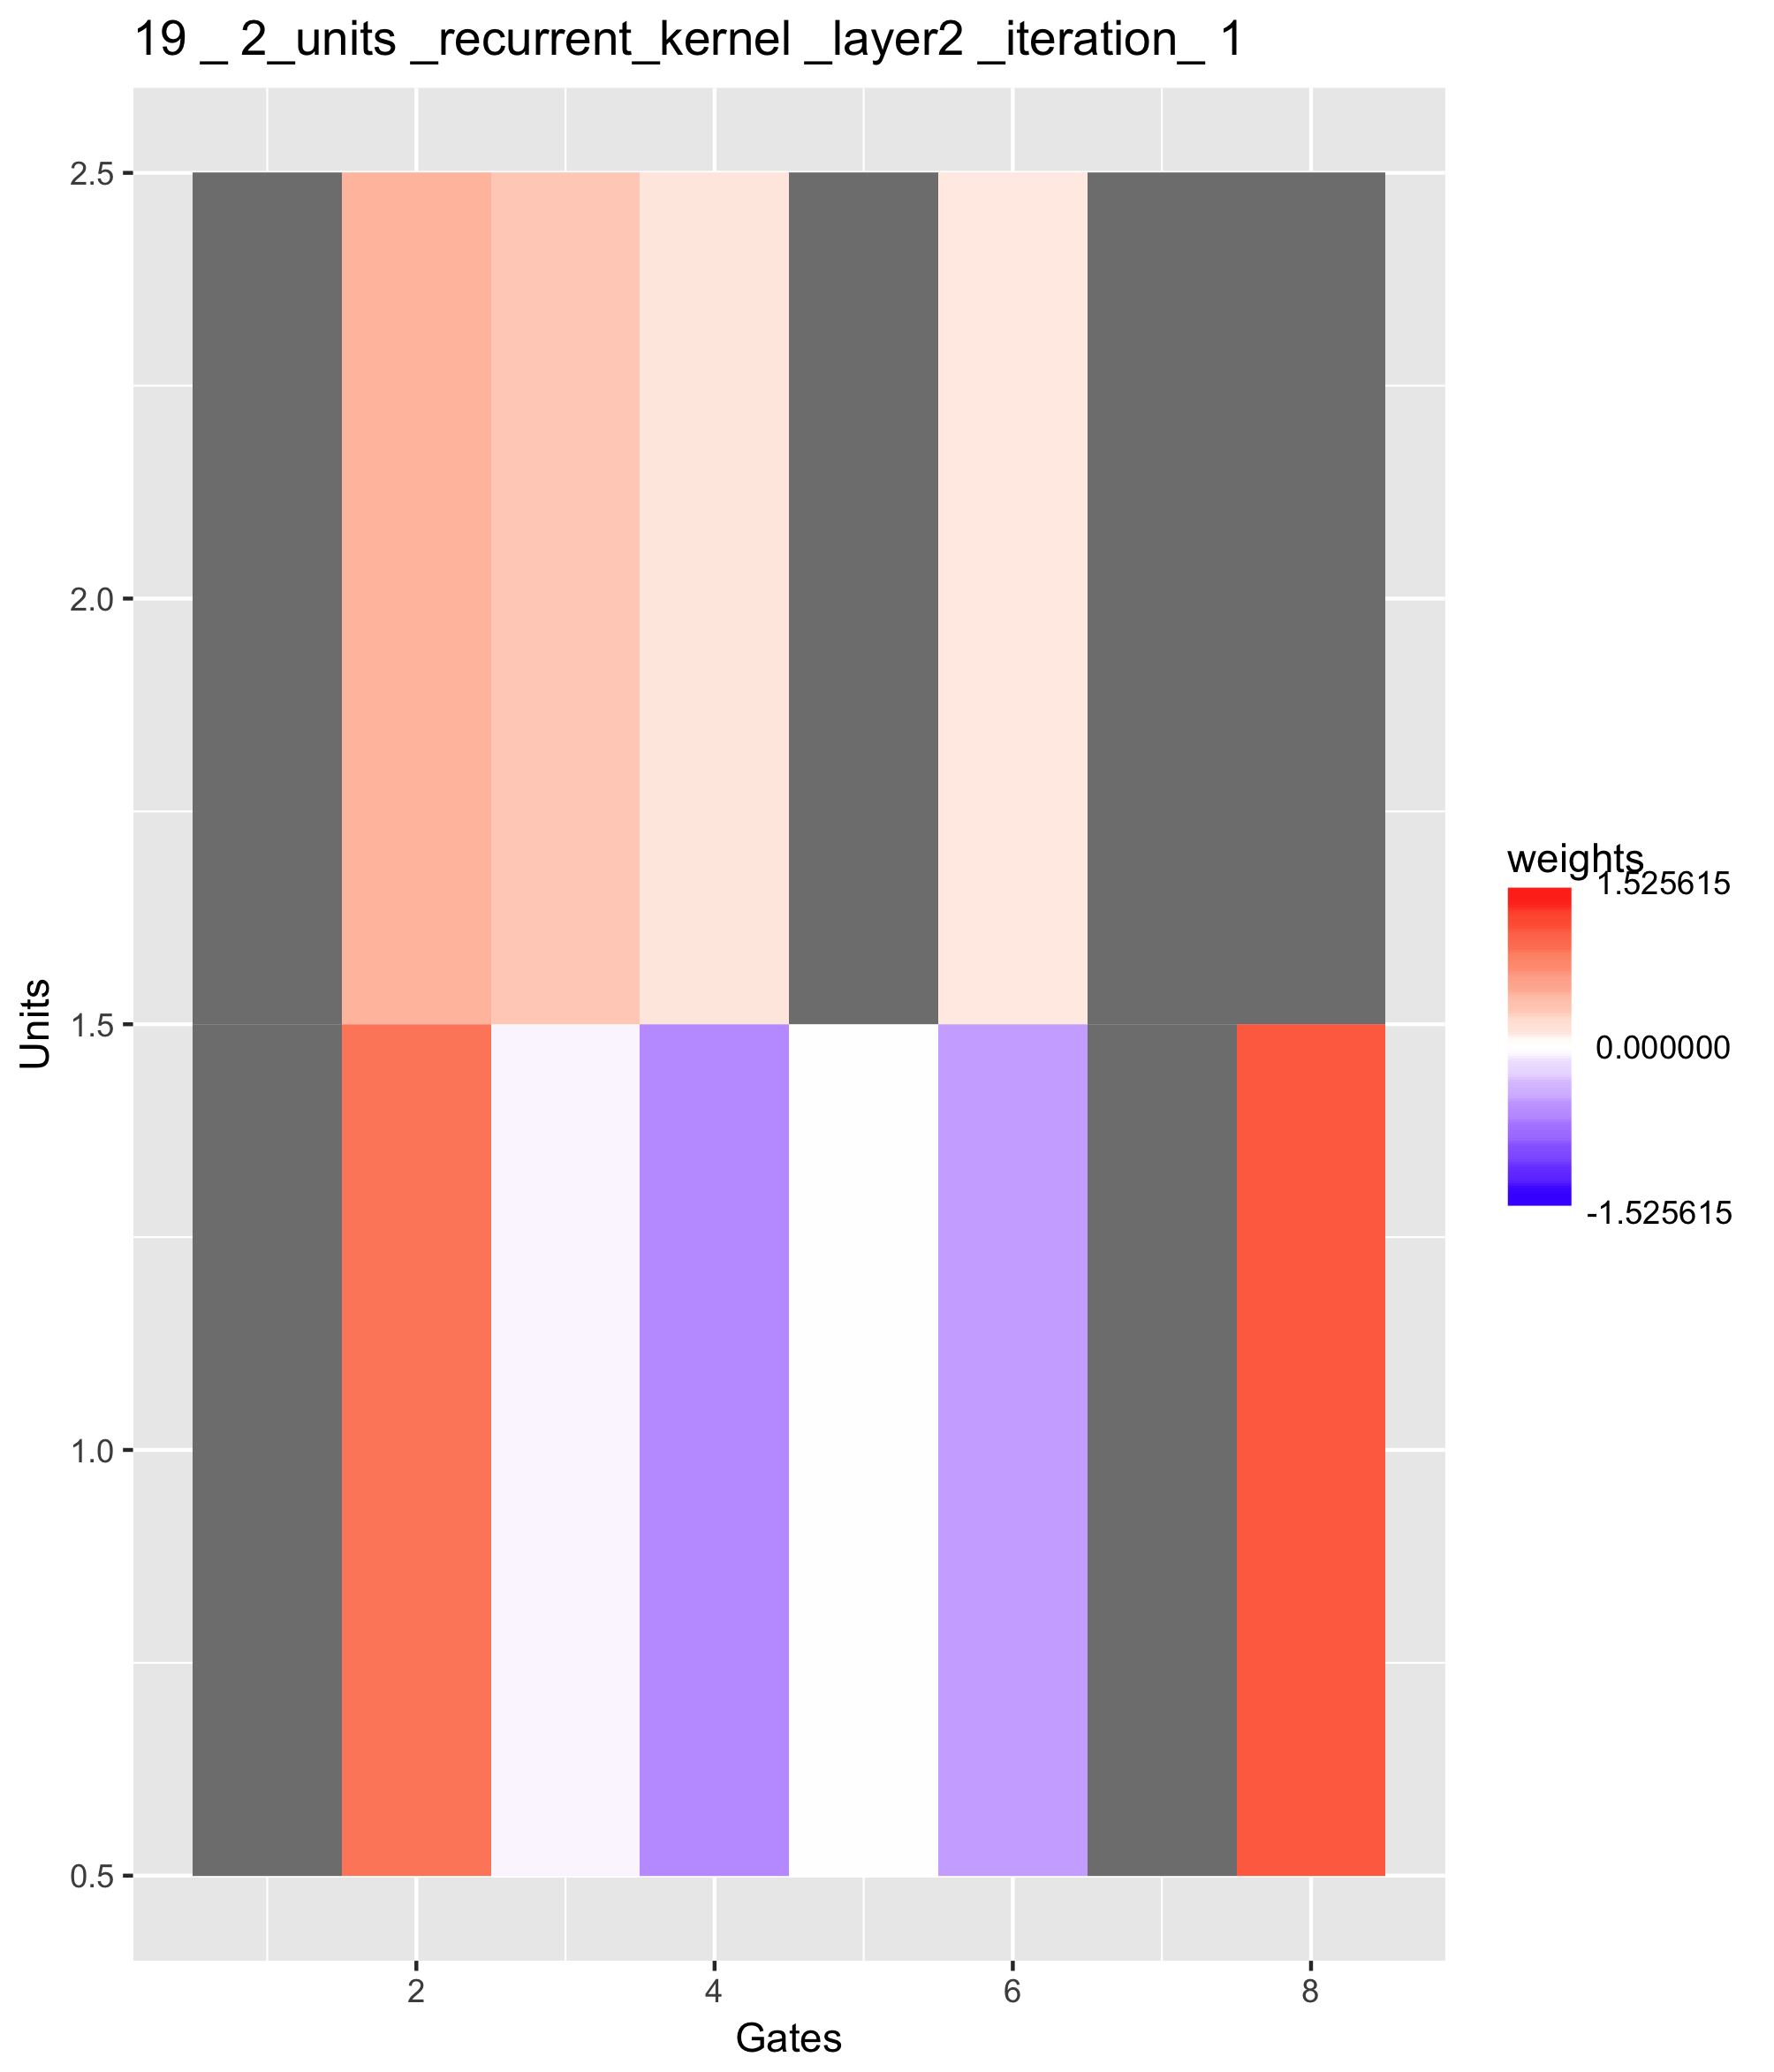 19 _ 2_units _recurrent_kernel _layer2 _iteration_ 1
2.5
2.0
1.5
1.0
0.5
Units
2 4 6 8
Gates
weights
1.525615
0.000000
-1.525615